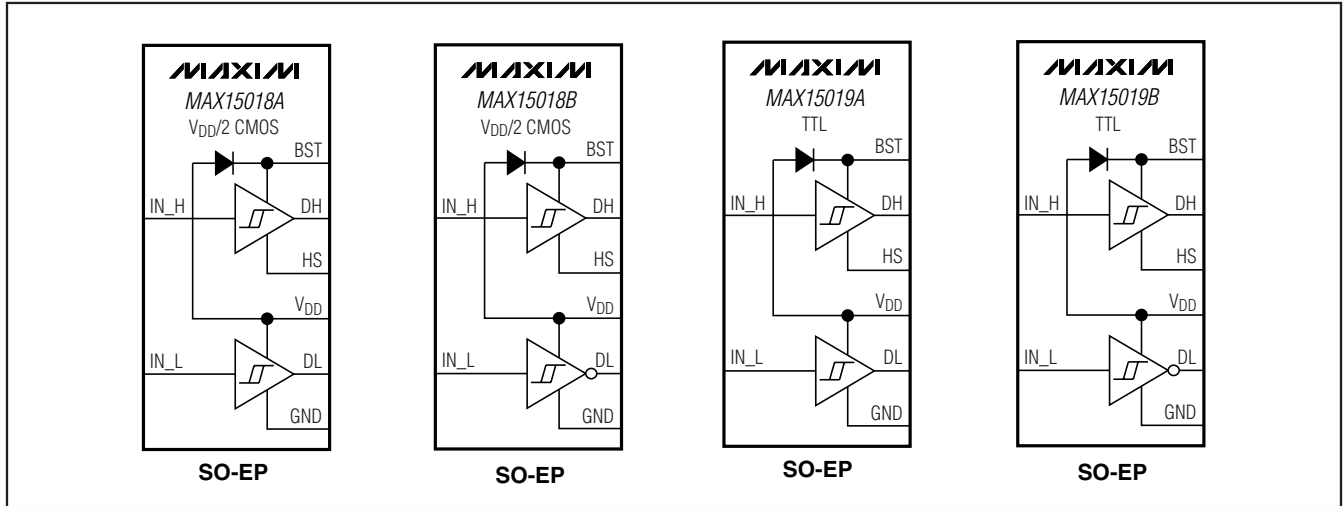 MAXIM
MAX15018A
VDD/2 CMOS
BST
IN_H
DH
HS
VDD
IN_L
DL
GND
SO-EP
MAXIM
MAX15018B
VDD/2 CMOS
BST
IN_H
DH
HS
VDD
IN_L
DL
GND
SO-EP
MAXIM
MAX15019A
TTL
BST
IN_H
DH
HS
VDD
IN_L
DL
GND
SO-EP
MAXIM
MAX15019B
TTL
BST
IN_H
DH
HS
VDD
IN_L
DL
GND
SO-EP